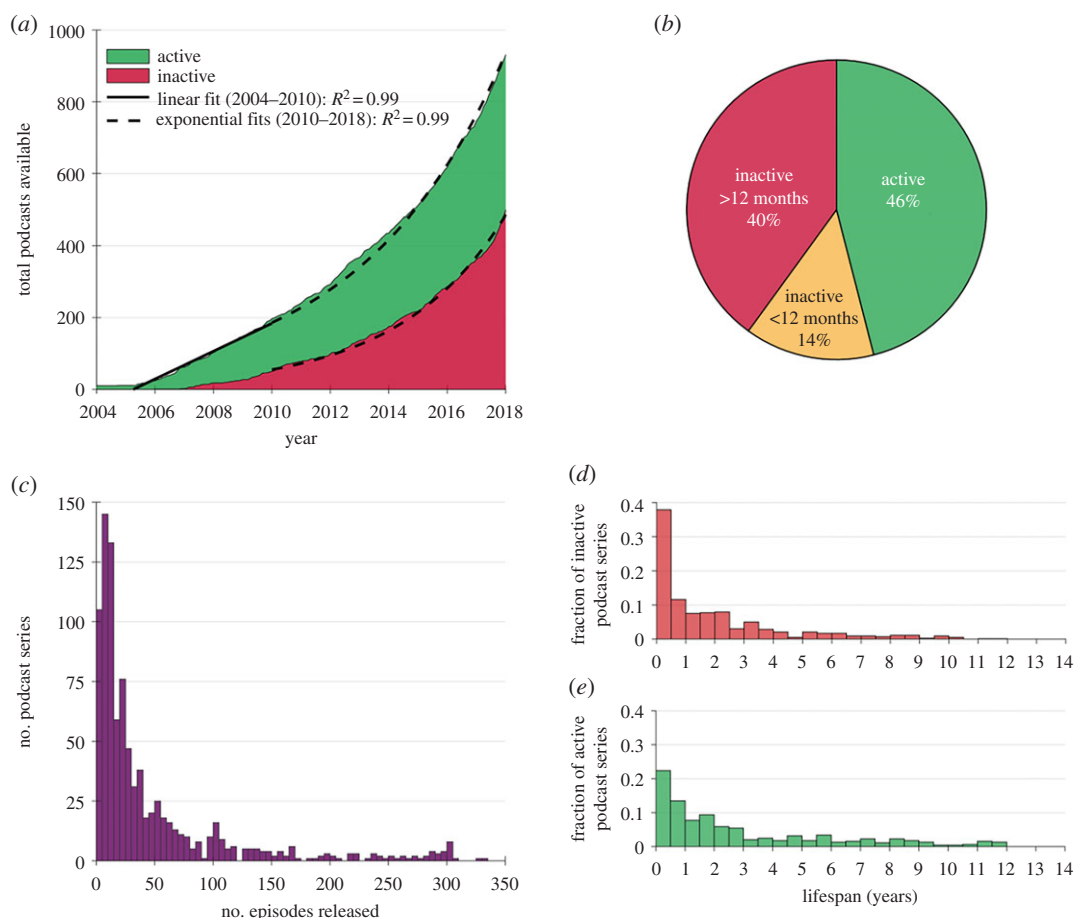 (a)
1000
800
600
400
200
0
total podcasts available
active
inactive
linear fit (2004–2010): R² = 0.99
exponential fits (2010–2018): R² = 0.99
2004 2006 2008 2010 2012 2014 2016 2018
year
(b)
inactive
>12 months
40%
active
46%
inactive
<12 months
14%
(c)
150
125
100
75
50
25
0
no. podcast series
0 50 100 150 200 250 300 350
no. episodes released
(d)
0.4
0.3
0.2
0.1
0
fraction of inactive
podcast series
0 1 2 3 4 5 6 7 8 9 10 11 12 13 14
(e)
0.4
0.3
0.2
0.1
0
fraction of active
podcast series
0 1 2 3 4 5 6 7 8 9 10 11 12 13 14
lifespan (years)